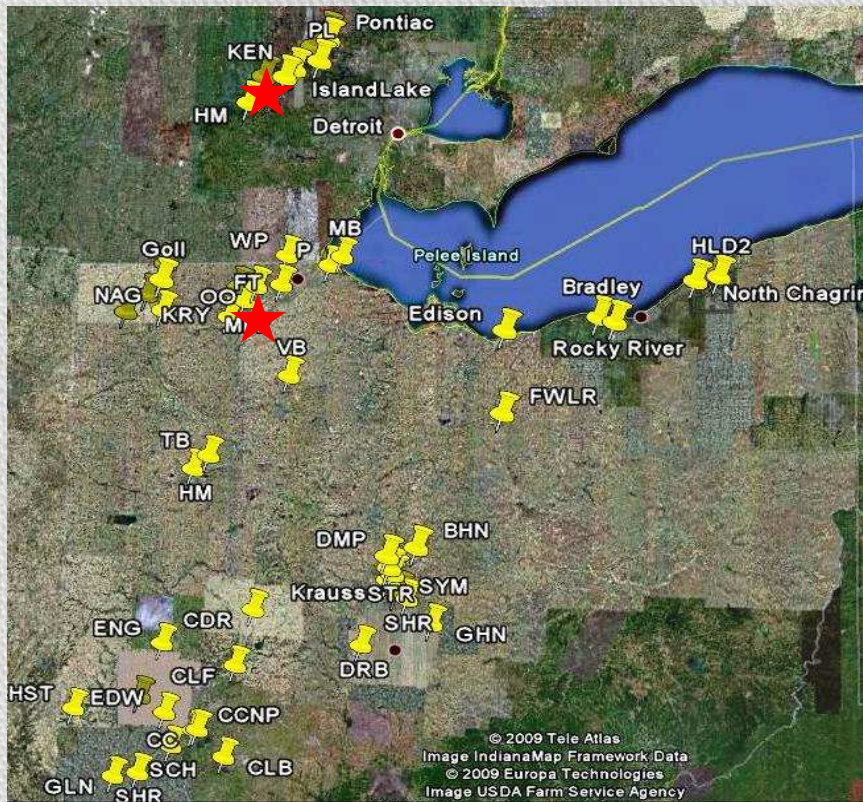 Pontiac
PL
KEN
IslandLake
HM
Detroit
WP
P
MB
Goll
Pelee Island
HLD2
FT
NAG
OO
Bradley
North Chagrin
KRY
M
Edison
Rocky River
VB
FWLR
TB
HM
BHN
DMP
Krauss
STR
SYM
CDR
SHR
ENG
GHN
DRB
CLF
HST
EDW
CCNP
CC
SCH
CLB
GLN
SHR
© 2009 Tele Atlas
Image IndianaMap Framework Data
© 2009 Europa Technologies
Image USDA Farm Service Agency